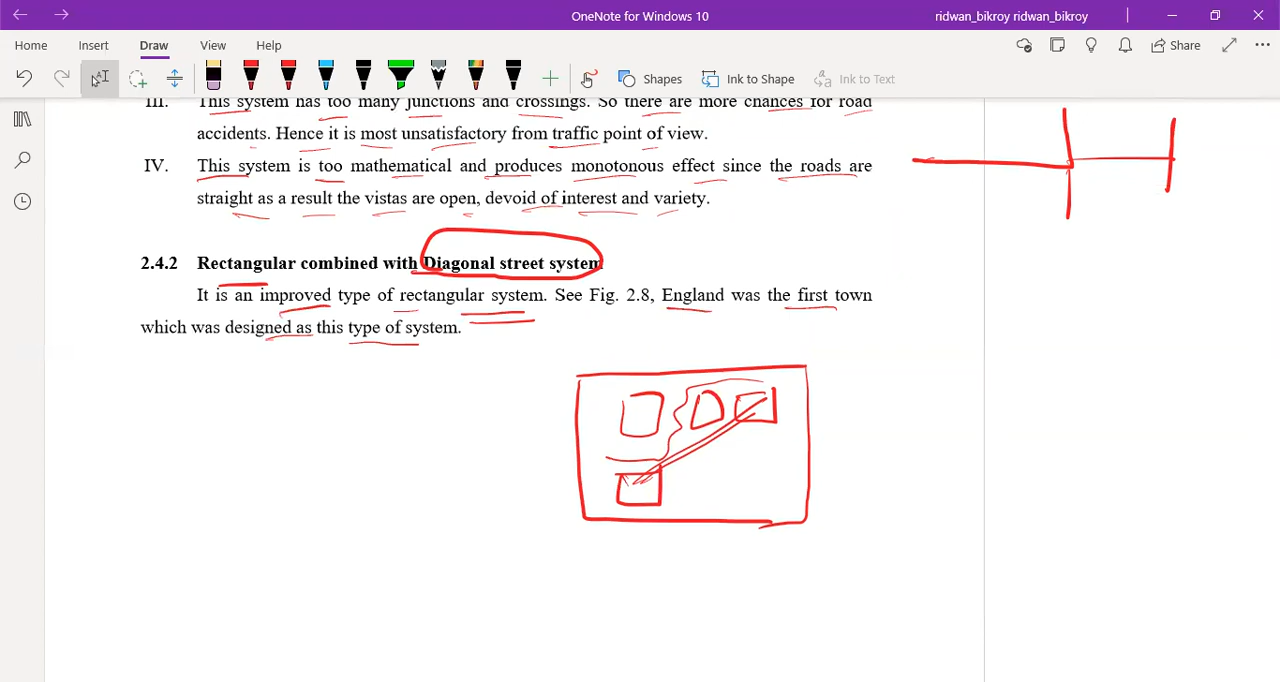 OneNote for Windows 10
ridwan_bikroy ridwan_bikroy
Home Insert Draw View Help
Share
Shapes
Ink to Shape
Ink to Text
III. This system has too many junctions and crossings. So there are more chances for road
accidents. Hence it is most unsatisfactory from traffic point of view.
IV. This system is too mathematical and produces monotonous effect since the roads are
straight as a result the vistas are open, devoid of interest and variety.
2.4.2 Rectangular combined with Diagonal street system
It is an improved type of rectangular system. See Fig. 2.8, England was the first town
which was designed as this type of system.